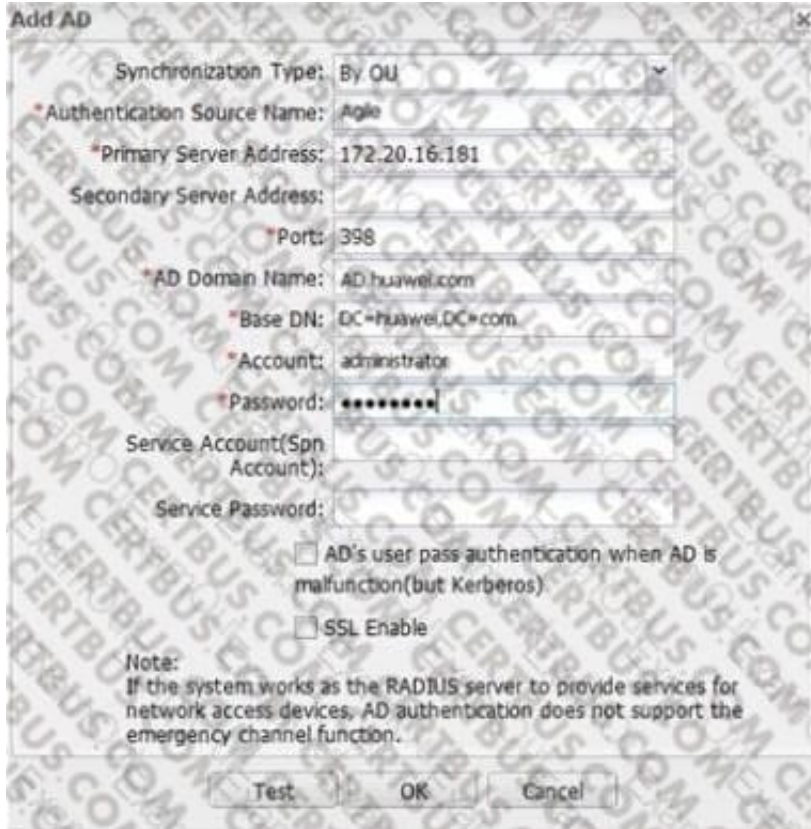 Add AD
Synchronization Type: By OU
*Authentication Source Name: Agile
*Primary Server Address: 172.20.16.181
Secondary Server Address:
*Port: 398
*AD Domain Name: AD.huawei.com
*Base DN: DC=huawei,DC=com
*Account: administrator
*Password: ●●●●●●●●
Service Account(Spn
Account):
Service Password:
AD's user pass authentication when AD is
malfunction(but Kerberos)
SSL Enable
Note:
If the system works as the RADIUS server to provide services for
network access devices, AD authentication does not support the
emergency channel function.
Test OK Cancel
CERTBUS.COM